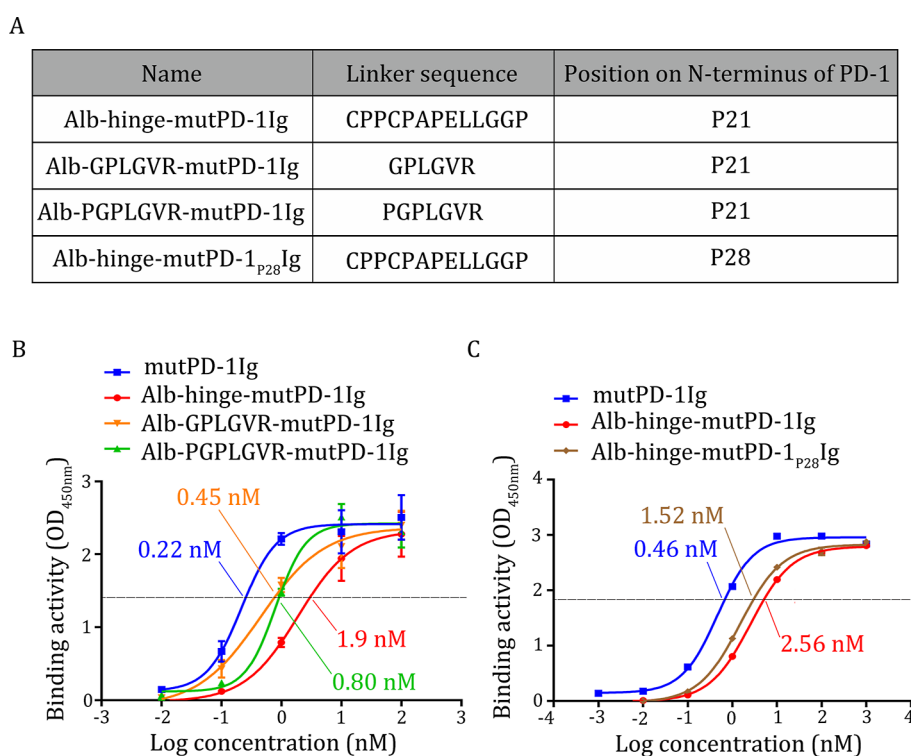 A
Name Linker sequence Position on N-terminus of PD-1
Alb-hinge-mutPD-1Ig CPPCPAPELLGGP P21
Alb-GPLGVR-mutPD-1Ig GPLGVR P21
Alb-PGPLGVR-mutPD-1Ig PGPLGVR P21
Alb-hinge-mutPD-1P28Ig CPPCPAPELLGGP P28
B
mutPD-1Ig
Alb-hinge-mutPD-1Ig
Alb-GPLGVR-mutPD-1Ig
Alb-PGPLGVR-mutPD-1Ig
Binding activity (OD450nm)
3
2
1
0
0.45 nM
0.22 nM
1.9 nM
0.80 nM
-3 -2 -1 0 1 2 3
Log concentration (nM)
C
mutPD-1Ig
Alb-hinge-mutPD-1Ig
Alb-hinge-mutPD-1P28Ig
Binding activity (OD450nm)
4
3
2
1
0
1.52 nM
0.46 nM
2.56 nM
-4 -3 -2 -1 0 1 2 3 4
Log concentration (nM)